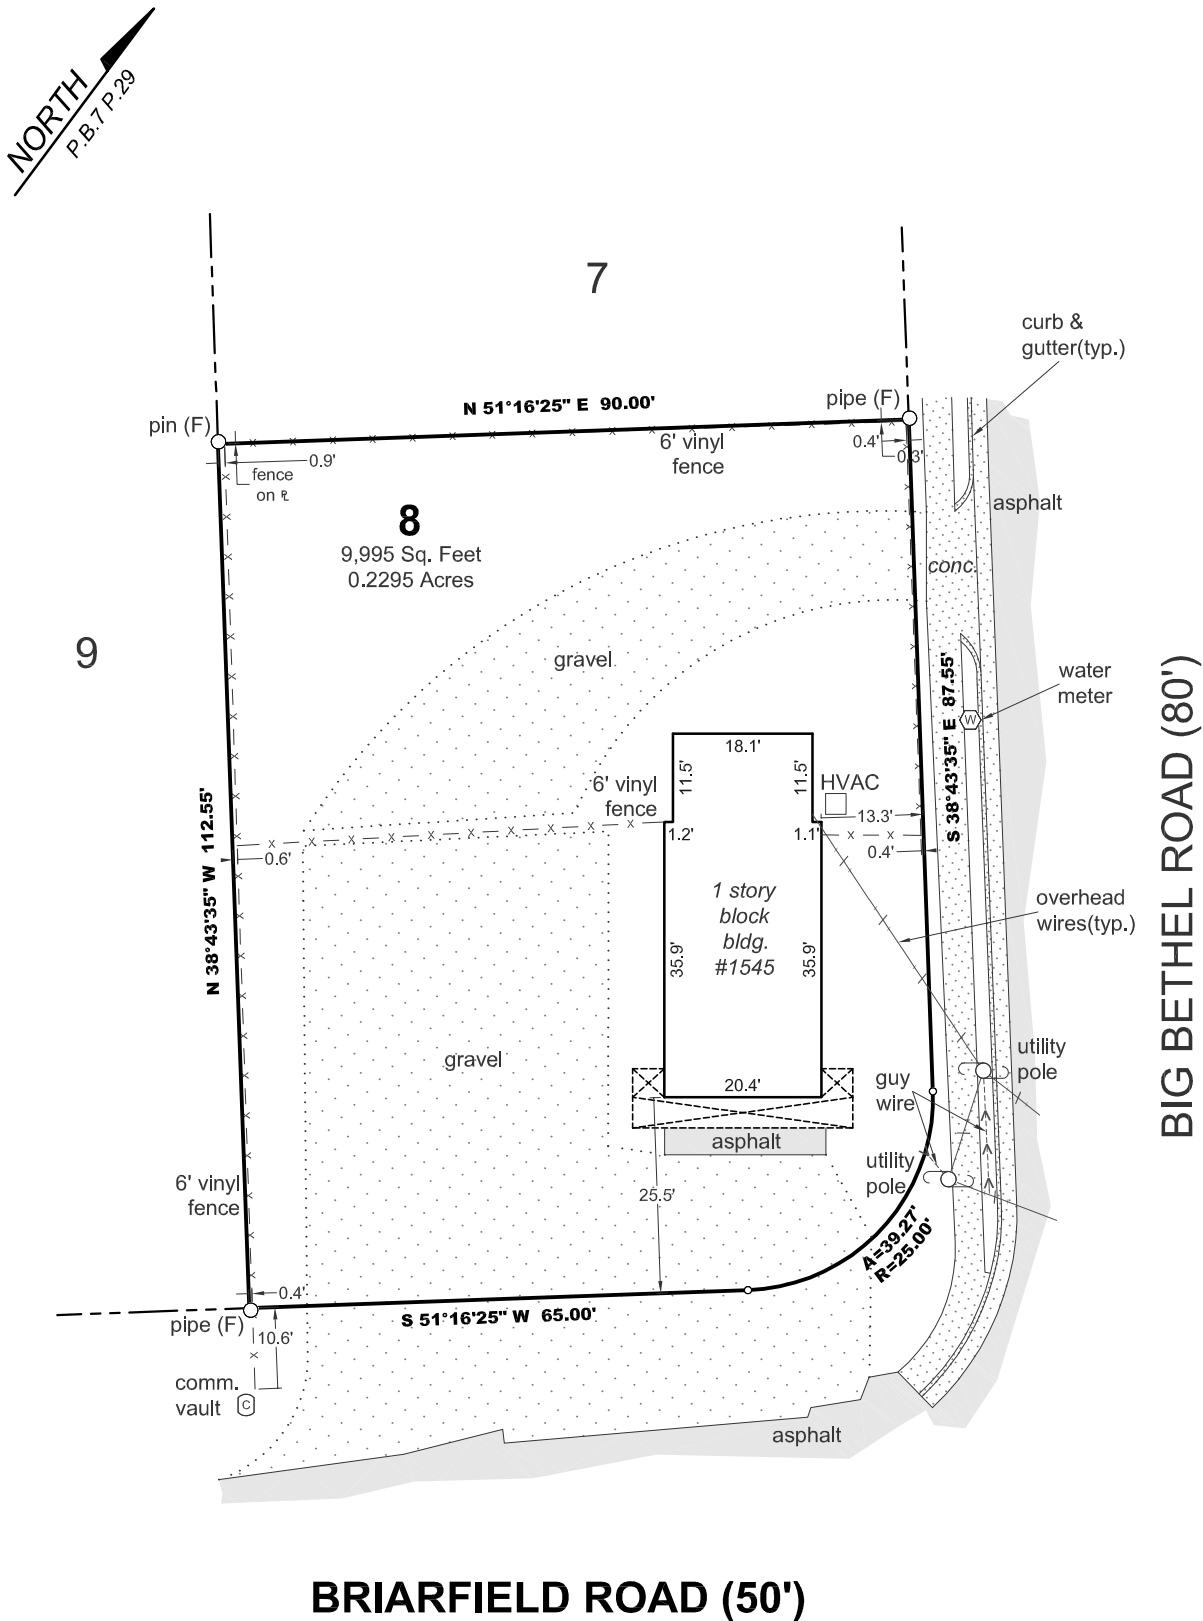 NORTH
P.B.7 P.29
7
curb &
gutter(typ.)
N 51°16'25" E 90.00'
pipe (F)
pin (F)
6' vinyl
fence
0.4'
0.3'
0.9'
fence
on ℄
asphalt
8
9,995 Sq. Feet
0.2295 Acres
conc.
9
gravel
S 38°43'35" E 87.55'
water
meter
W
BIG BETHEL ROAD (80')
18.1'
11.5'
11.5'
HVAC
6' vinyl
fence
13.3'
1.2'
1.1'
0.4'
0.6'
N 38°43'35" W 112.55'
1 story
block
bldg.
#1545
35.9'
35.9'
overhead
wires(typ.)
gravel
20.4'
guy
wire
utility
pole
asphalt
utility
pole
6' vinyl
fence
25.5'
A=39.27'
R=25.00'
0.4'
S 51°16'25" W 65.00'
pipe (F)
10.6'
comm.
vault
C
asphalt
BRIARFIELD ROAD (50')